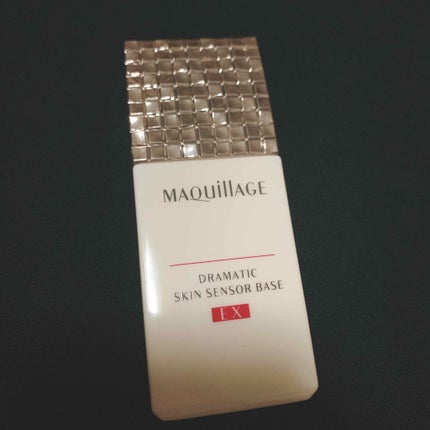 MAQuillAGE
DRAMATIC
SKIN SENSOR BASE
EX